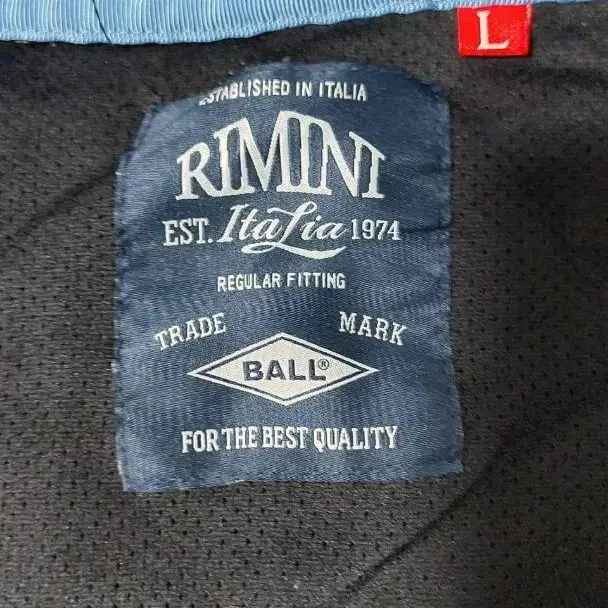 L
ESTABLISHED IN ITALIA
RIMINI
EST. Italia 1974
REGULAR FITTING
TRADE MARK
BALL®
FOR THE BEST QUALITY